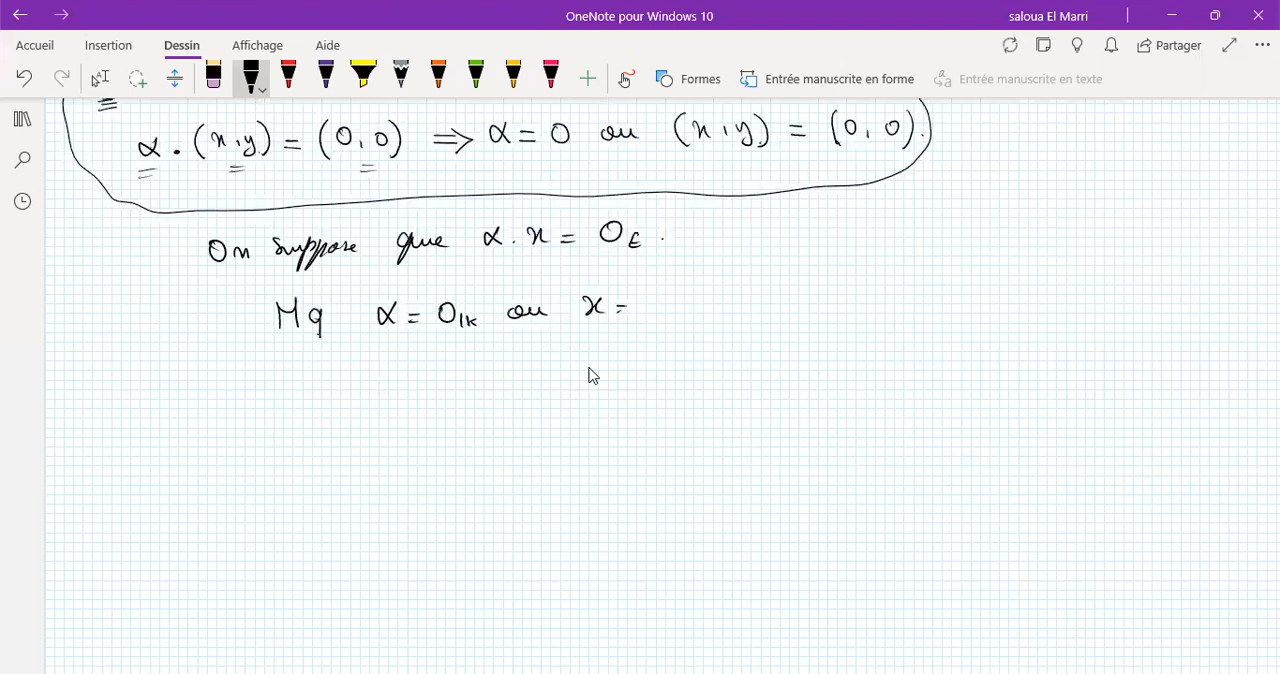 OneNote pour Windows 10
saloua El Marri
Accueil Insertion Dessin Affichage Aide
Partager
Formes Entrée manuscrite en forme Entrée manuscrite en texte
α . (x, y) = (0, 0) ⟹ α = 0 ou (x, y) = (0, 0).
On suppose que α . x = 0_E .
Mq α = 0_𝕂 ou x =